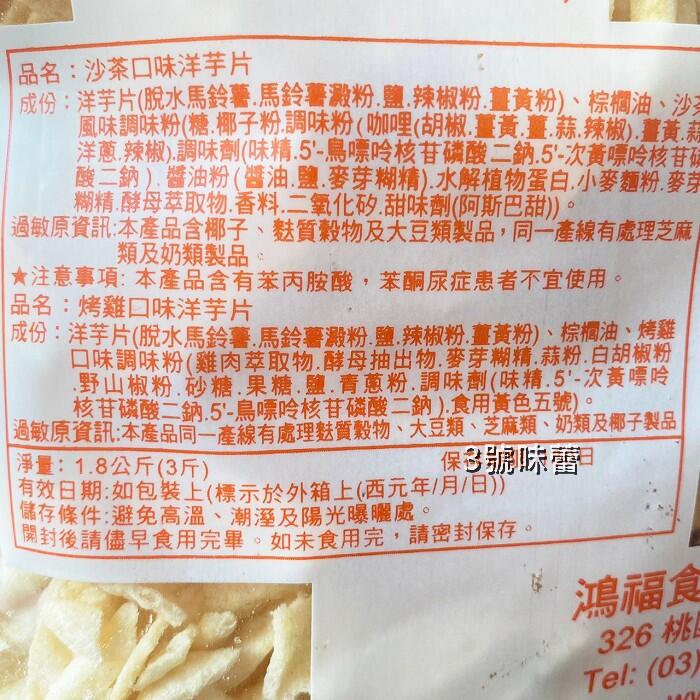 品名：沙茶口味洋芋片
成份：洋芋片(脫水馬鈴薯.馬鈴薯澱粉.鹽.辣椒粉.薑黃粉)、棕櫚油、沙茶
風味調味粉(糖.椰子粉.調味粉(咖哩(胡椒.薑黃.薑.蒜.辣椒).薑黃.蒜
洋蔥.辣椒).調味劑(味精.5'-鳥嘌呤核苷磷酸二鈉.5'-次黃嘌呤核苷磷
酸二鈉).醬油粉(醬油.鹽.麥芽糊精).水解植物蛋白.小麥麵粉.麥芽
糊精.酵母萃取物.香料.二氧化矽.甜味劑(阿斯巴甜))。
過敏原資訊:本產品含椰子、麩質穀物及大豆類製品，同一產線有處理芝麻
類及奶類製品。
★注意事項:本產品含有苯丙胺酸，苯酮尿症患者不宜使用。
品名：烤雞口味洋芋片
成份：洋芋片(脫水馬鈴薯.馬鈴薯澱粉.鹽.辣椒粉.薑黃粉)、棕櫚油、烤雞
口味調味粉(雞肉萃取物.酵母抽出物.麥芽糊精.蒜粉.白胡椒粉
.野山椒粉.砂糖.果糖.鹽.青蔥粉.調味劑(味精.5'-次黃嘌呤
核苷磷酸二鈉.5'-鳥嘌呤核苷磷酸二鈉).食用黃色五號)。
過敏原資訊:本產品同一產線有處理麩質穀物、大豆類、芝麻類、奶類及椰子製品
淨重：1.8公斤(3斤) 保 3號味蕾 日
有效日期:如包裝上(標示於外箱上(西元年/月/日))
儲存條件:避免高溫、潮溼及陽光曝曬處。
開封後請儘早食用完畢。如未食用完，請密封保存。
鴻福食
326 桃
Tel: (03)